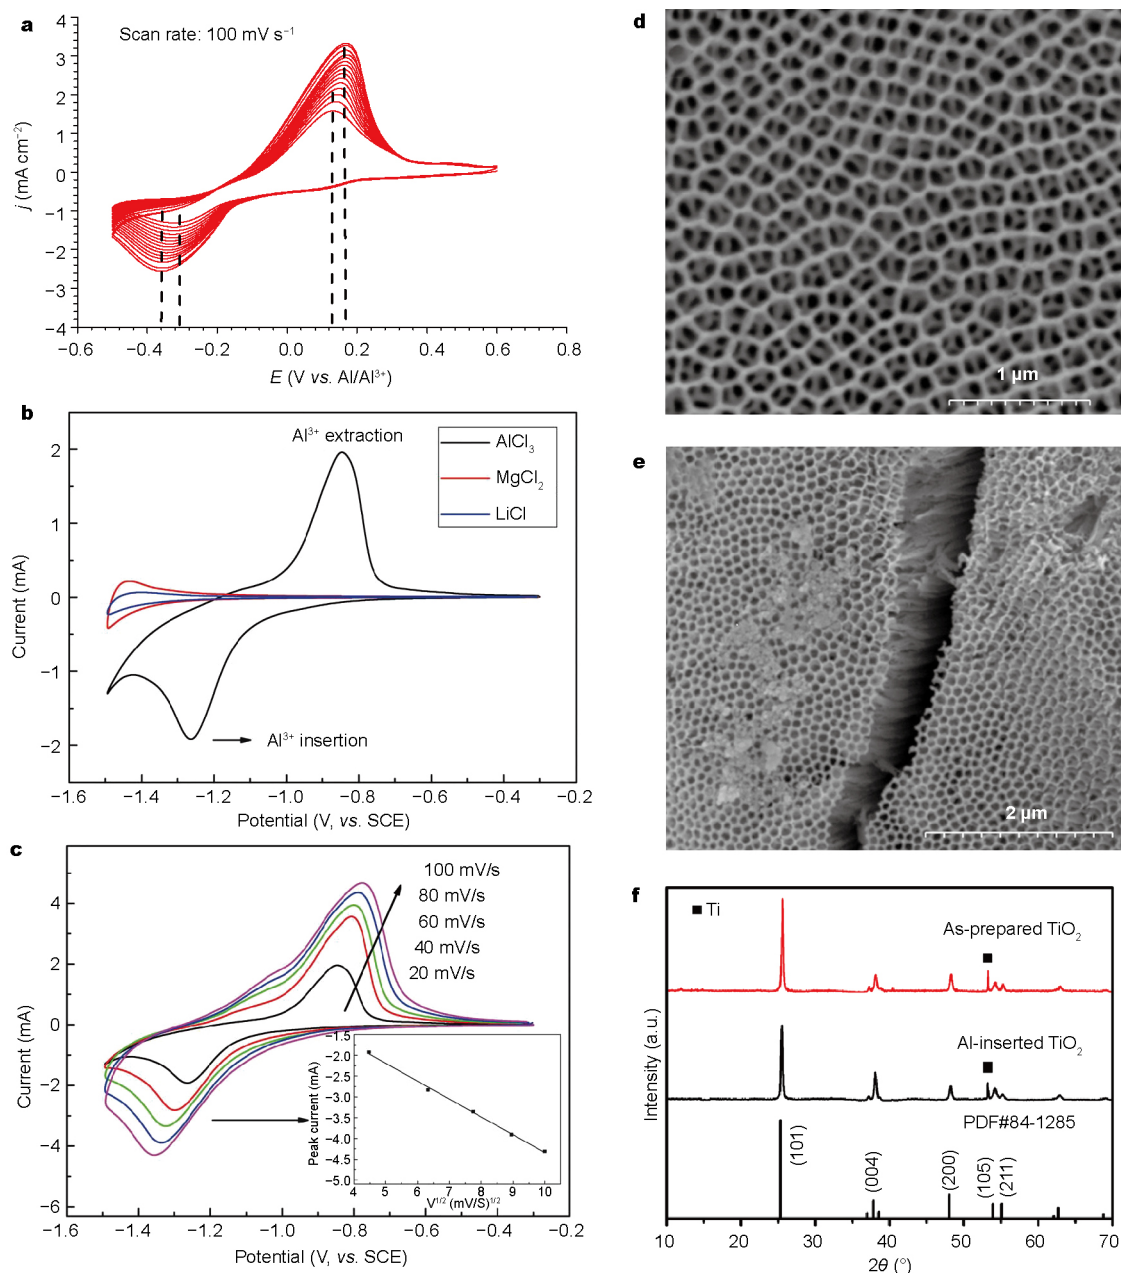 a
Scan rate: 100 mV s⁻¹
4
3
2
1
0
−1
−2
−3
−4
j (mA cm⁻²)
−0.6 −0.4 −0.2 0.0 0.2 0.4 0.6 0.8
E (V vs. Al/Al³⁺)
b
Al³⁺ extraction
AlCl₃
MgCl₂
LiCl
2
1
0
−1
−2
Current (mA)
Al³⁺ insertion
−1.6 −1.4 −1.2 −1.0 −0.8 −0.6 −0.4 −0.2
Potential (V, vs. SCE)
c
100 mV/s
80 mV/s
60 mV/s
40 mV/s
20 mV/s
4
2
0
−2
−4
−6
Current (mA)
−1.5
−2.0
−2.5
−3.0
−3.5
−4.0
−4.5
−5.0
Peak current (mA)
4 5 6 7 8 9 10
V¹/² (mV/S)¹/²
−1.6 −1.4 −1.2 −1.0 −0.8 −0.6 −0.4 −0.2
Potential (V, vs. SCE)
d
1 µm
e
2 µm
f
■ Ti
As-prepared TiO₂
Al-inserted TiO₂
PDF#84-1285
(101)
(004)
(200)
(105)
(211)
Intensity (a.u.)
10 20 30 40 50 60 70
2θ (°)